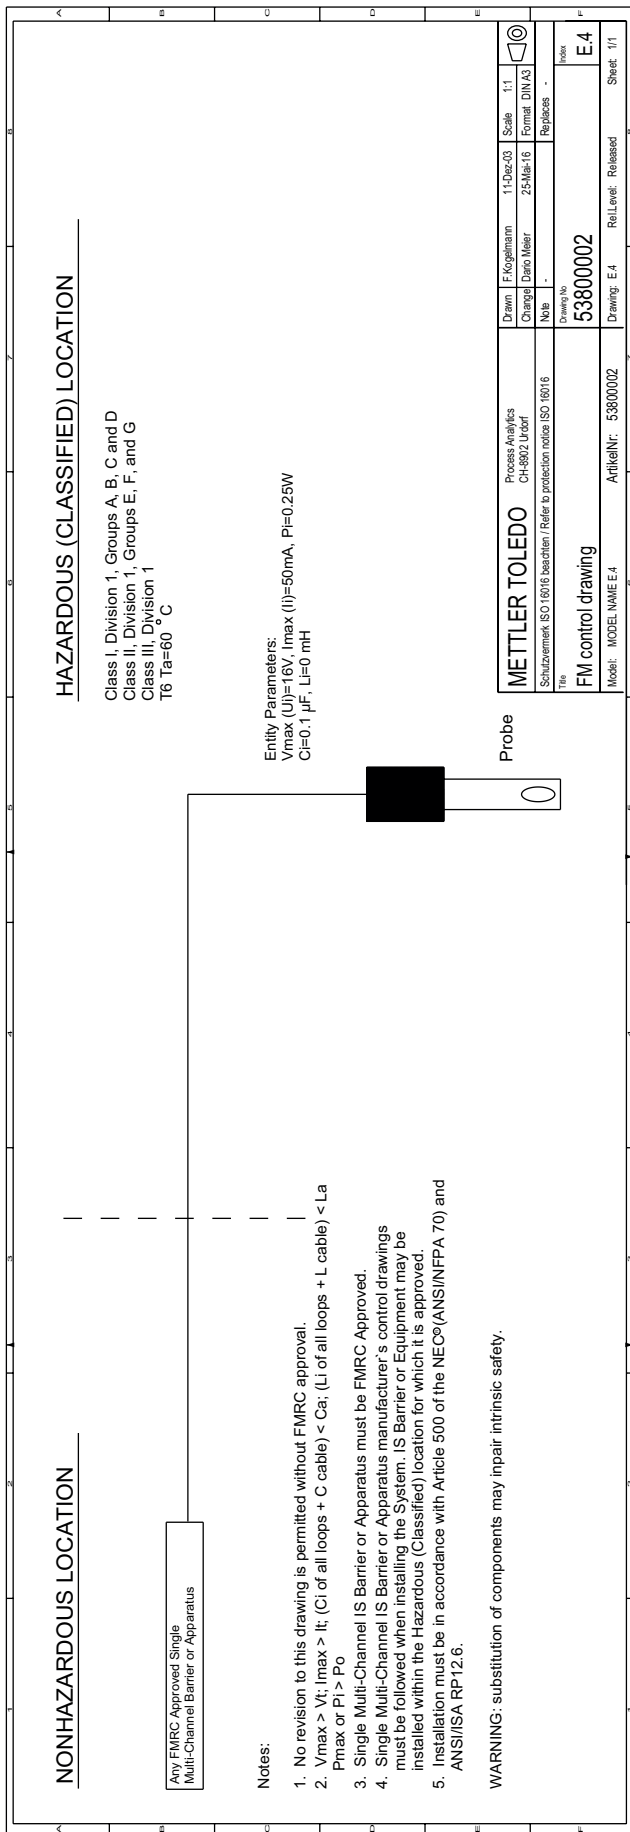 NONHAZARDOUS LOCATION
HAZARDOUS (CLASSIFIED) LOCATION
Any FMRC Approved Single
Multi-Channel Barrier or Apparatus
Class I, Division 1, Groups A, B, C and D
Class II, Division 1, Groups E, F, and G
Class III, Division 1
T6 Ta=60 °C
Entity Parameters:
Vmax (Ui)=16V, Imax (Ii)=50mA, Pi=0.25W
Ci=0.1 µF, Li=0 mH
Probe
Notes:
1. No revision to this drawing is permitted without FMRC approval.
2. Vmax > Vt; Imax > It; (Ci of all loops + C cable) < Ca; (Li of all loops + L cable) < La
Pmax or Pi > Po
3. Single Multi-Channel IS Barrier or Apparatus must be FMRC Approved.
4. Single Multi-Channel IS Barrier or Apparatus manufacturer`s control drawings
must be followed when installing the System. IS Barrier or Equipment may be
installed within the Hazardous (Classified) location for which it is approved.
5. Installation must be in accordance with Article 500 of the NEC®(ANSI/NFPA 70) and
ANSI/ISA RP12.6.
WARNING: substitution of components may inpair intrinsic safety.
METTLER TOLEDO
Process Analytics
CH-8902 Urdorf
Schutzvermerk ISO 16016 beachten / Refer to protection notice ISO 16016
Title
FM control drawing
Model: MODEL NAME E.4
ArtikelNr: 53800002
Drawn F.Kogelmann 11-Dez-03 Scale 1:1
Change Dario Meier 25-Mai-16 Format DIN A3
Note - Replaces -
Drawing No
53800002
Index
E.4
Drawing: E.4 Rel.Level: Released Sheet: 1/1
A B C D E F
1 2 3 4 5 6 7 8